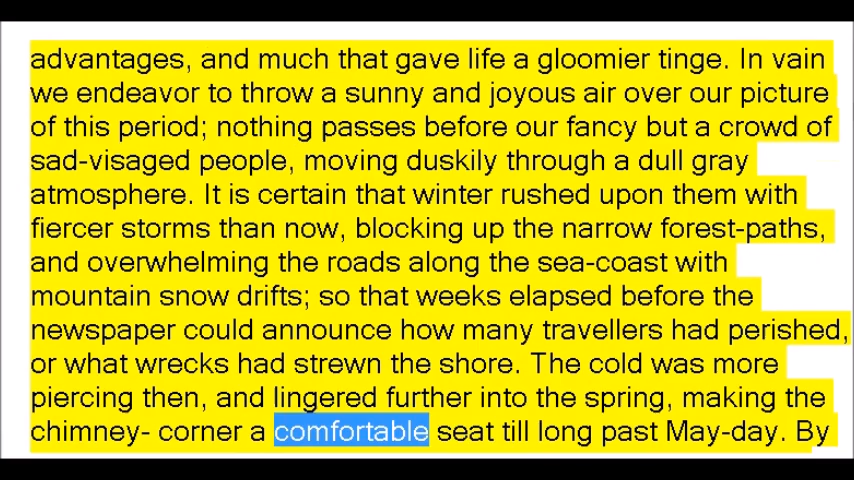 advantages, and much that gave life a gloomier tinge. In vain
we endeavor to throw a sunny and joyous air over our picture
of this period; nothing passes before our fancy but a crowd of
sad-visaged people, moving duskily through a dull gray
atmosphere. It is certain that winter rushed upon them with
fiercer storms than now, blocking up the narrow forest-paths,
and overwhelming the roads along the sea-coast with
mountain snow drifts; so that weeks elapsed before the
newspaper could announce how many travellers had perished,
or what wrecks had strewn the shore. The cold was more
piercing then, and lingered further into the spring, making the
chimney- corner a comfortable seat till long past May-day. By